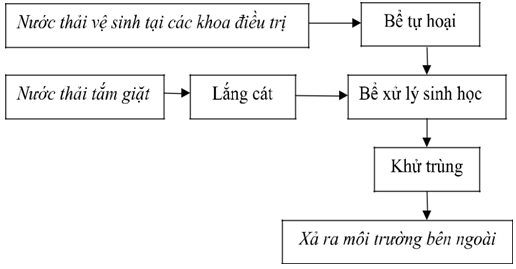 Nước thải vệ sinh tại các khoa điều trị
Bể tự hoại
Nước thải tắm giặt
Lắng cát
Bể xử lý sinh học
Khử trùng
Xả ra môi trường bên ngoài